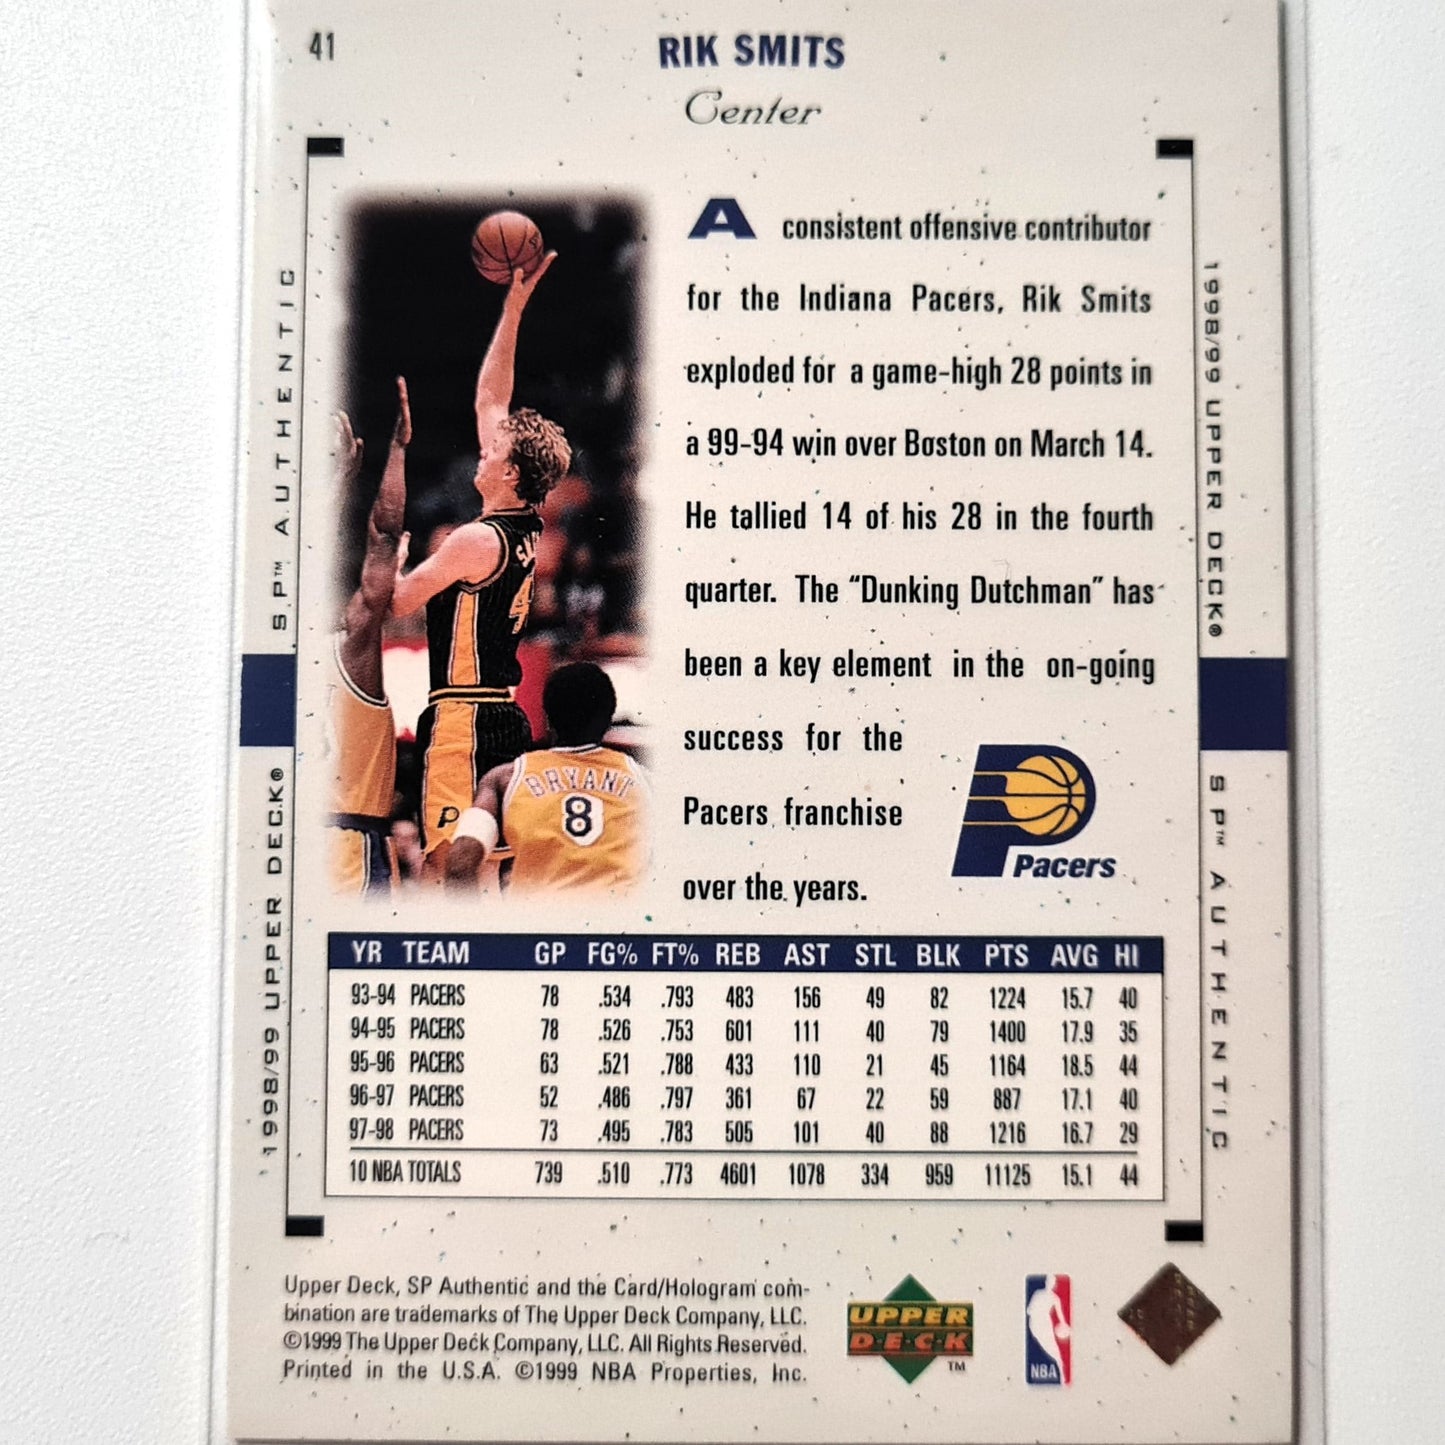 41
RIK SMITS
Center
A consistent offensive contributor
for the Indiana Pacers, Rik Smits
exploded for a game-high 28 points in
a 99-94 win over Boston on March 14.
He tallied 14 of his 28 in the fourth
quarter. The “Dunking Dutchman” has
been a key element in the on-going
success for the
Pacers franchise
over the years.
Pacers
BRYANT
8
SP™ AUTHENTIC
1998/99 UPPER DECK®
1998/99 UPPER DECK®
SP™ AUTHENTIC
YR TEAM GP FG% FT% REB AST STL BLK PTS AVG HI
93-94 PACERS 78 .534 .793 483 156 49 82 1224 15.7 40
94-95 PACERS 78 .526 .753 601 111 40 79 1400 17.9 35
95-96 PACERS 63 .521 .788 433 110 21 45 1164 18.5 44
96-97 PACERS 52 .486 .797 361 67 22 59 887 17.1 40
97-98 PACERS 73 .495 .783 505 101 40 88 1216 16.7 29
10 NBA TOTALS 739 .510 .773 4601 1078 334 959 11125 15.1 44
Upper Deck, SP Authentic and the Card/Hologram com-
bination are trademarks of The Upper Deck Company, LLC.
©1999 The Upper Deck Company, LLC. All Rights Reserved.
Printed in the U.S.A. ©1999 NBA Properties, Inc.
UPPER
D·E·C·K
™
NBA